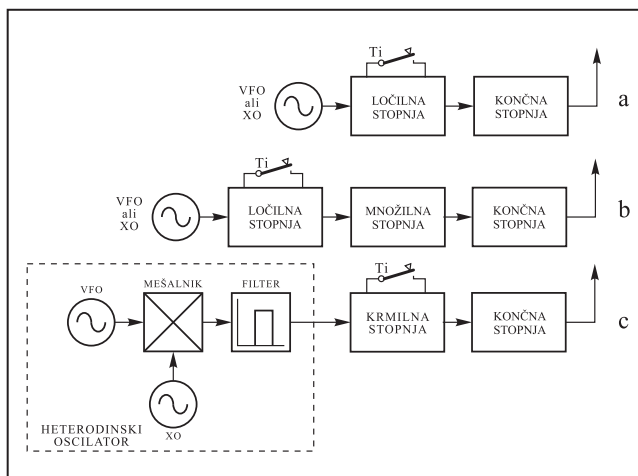 Ti
VFO
ali
XO
LOČILNA
STOPNJA
KONČNA
STOPNJA
a
Ti
VFO
ali
XO
LOČILNA
STOPNJA
MNOŽILNA
STOPNJA
KONČNA
STOPNJA
b
VFO
MEŠALNIK
FILTER
Ti
KRMILNA
STOPNJA
KONČNA
STOPNJA
c
XO
HETERODINSKI
OSCILATOR